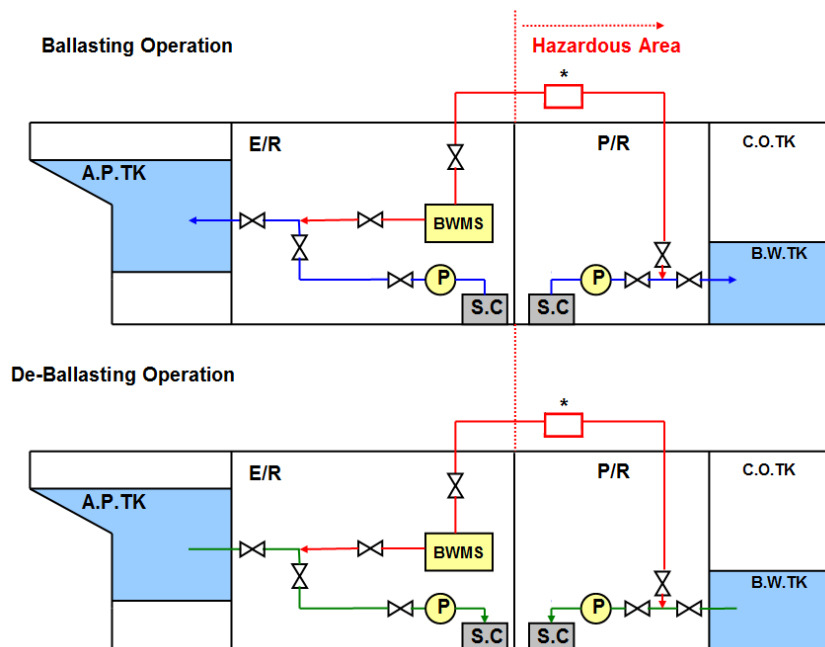 Ballasting Operation
Hazardous Area
*
E/R
P/R
C.O.TK
A.P.TK
BWMS
B.W.TK
P
P
S.C
S.C
De-Ballasting Operation
*
E/R
P/R
C.O.TK
A.P.TK
BWMS
B.W.TK
P
P
S.C
S.C